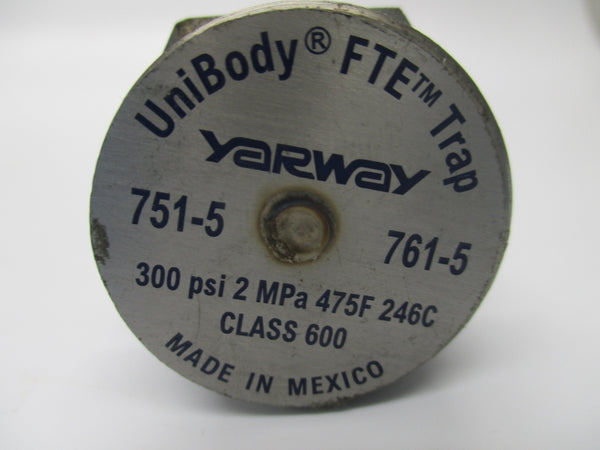 UniBody® FTE™ Trap
YARWAY
751-5
761-5
300 psi 2 MPa 475F 246C
CLASS 600
MADE IN MEXICO